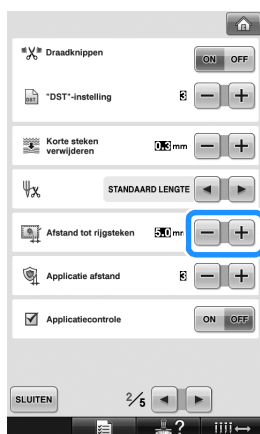 Draadknippen
ON OFF
DST
"DST"-instelling
3
− +
Korte steken
verwijderen
0.3 mm
− +
STANDAARD LENGTE
Afstand tot rijgsteken
5.0 mm
− +
Applicatie afstand
3
− +
Applicatiecontrole
ON OFF
SLUITEN
2/5
?